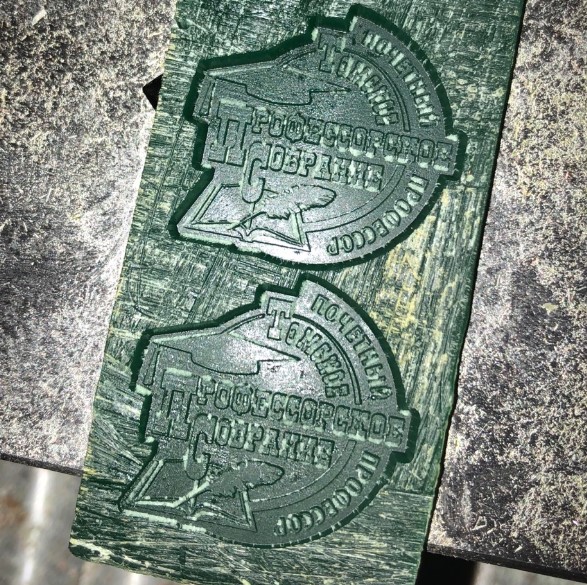 ПОЧЕТНЫЙ
ТОМСКОЕ
ПРОФЕССОРСКОЕ
СОБРАНИЕ
ПРОФЕССОР
ПОЧЕТНЫЙ
ТОМСКОЕ
ПРОФЕССОРСКОЕ
СОБРАНИЕ
ПРОФЕССОР